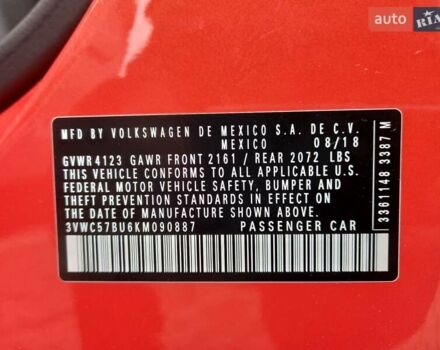 auto RIA
MFD BY VOLKSWAGEN DE MEXICO S.A. DE C.V.
MEXICO 08/18
GVWR 4123 GAWR FRONT 2161 / REAR 2072 LBS
THIS VEHICLE CONFORMS TO ALL APPLICABLE U.S.
FEDERAL MOTOR VEHICLE SAFETY, BUMPER AND
THEFT PREVENTION STANDARDS IN EFFECT ON THE
DATE OF MANUFACTURE SHOWN ABOVE.
3VWC57BU6KM090887 PASSENGER CAR
3361148 3387 M